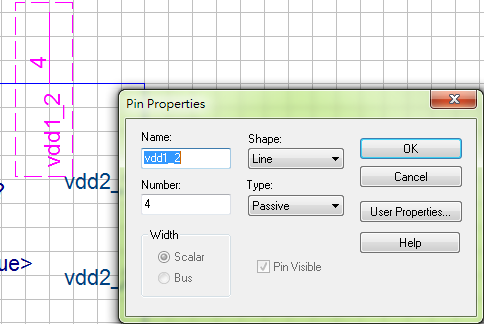 4
vdd1_2
vdd2_
ue>
vdd2_
Pin Properties
Name:
vdd1_2
Shape:
Line
OK
Number:
4
Type:
Passive
Cancel
User Properties...
Width
Scalar
Bus
Pin Visible
Help